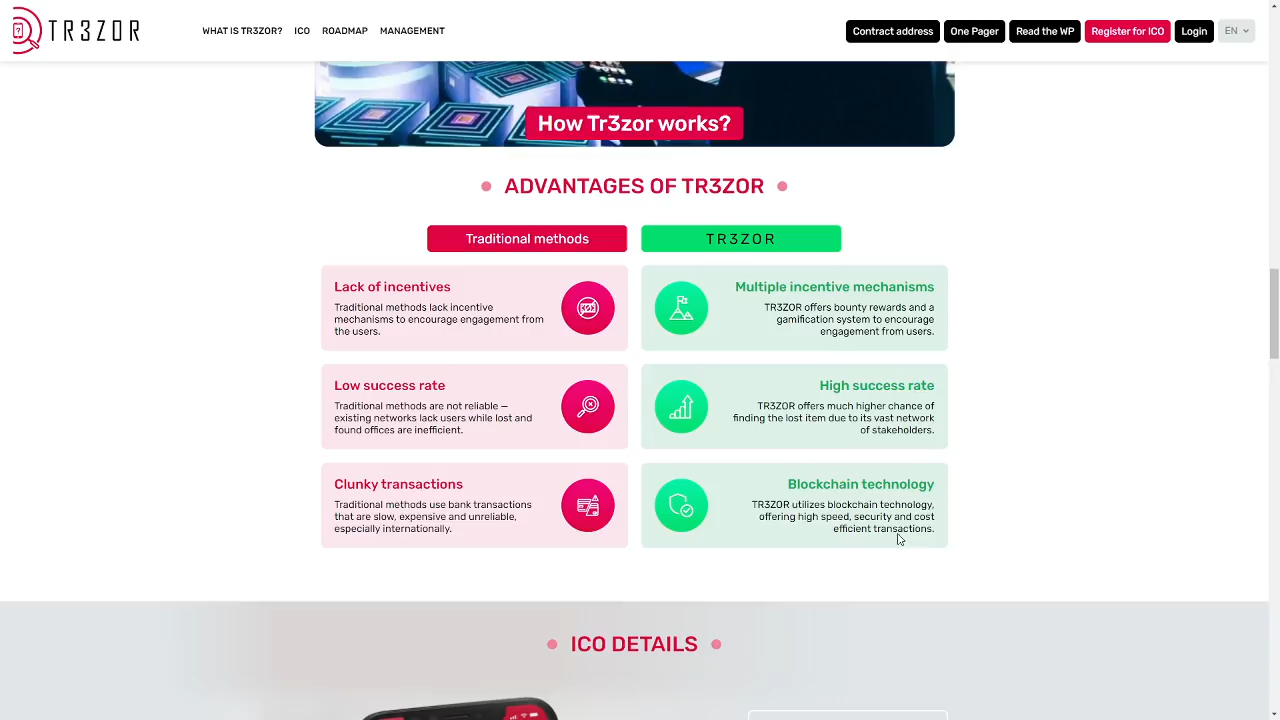 TR3ZOR
WHAT IS TR3ZOR? ICO ROADMAP MANAGEMENT
Contract address One Pager Read the WP Register for ICO Login EN
How Tr3zor works?
ADVANTAGES OF TR3ZOR
Traditional methods
TR3ZOR
Lack of incentives
Traditional methods lack incentive
mechanisms to encourage engagement from
the users.
Multiple incentive mechanisms
TR3ZOR offers bounty rewards and a
gamification system to encourage
engagement from users.
Low success rate
Traditional methods are not reliable —
existing networks lack users while lost and
found offices are inefficient.
High success rate
TR3ZOR offers much higher chance of
finding the lost item due to its vast network
of stakeholders.
Clunky transactions
Traditional methods use bank transactions
that are slow, expensive and unreliable,
especially internationally.
Blockchain technology
TR3ZOR utilizes blockchain technology,
offering high speed, security and cost
efficient transactions.
ICO DETAILS